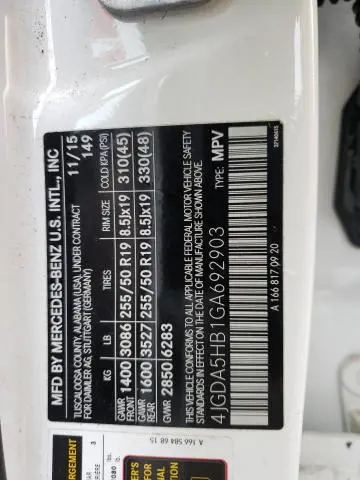 MFD BY MERCEDES-BENZ U.S. INTL., INC
TUSCALOOSA COUNTY, ALABAMA (USA), UNDER CONTRACT
FOR DAIMLER AG, STUTTGART (GERMANY)
11/15
149
KG LB TIRES RIM SIZE COLD KPA (PSI)
GAWR FRONT 1400 3086 255/50 R19 8.5Jx19 310(45)
GAWR REAR 1600 3527 255/50 R19 8.5Jx19 330(48)
GVWR 2850 6283
THIS VEHICLE CONFORMS TO ALL APPLICABLE FEDERAL MOTOR VEHICLE SAFETY
STANDARDS IN EFFECT ON THE DATE OF MANUFACTURE SHOWN ABOVE.
TYPE: MPV
4JGDA5HB1GA692903
A 166 817 09 20
A 166 584 68 15